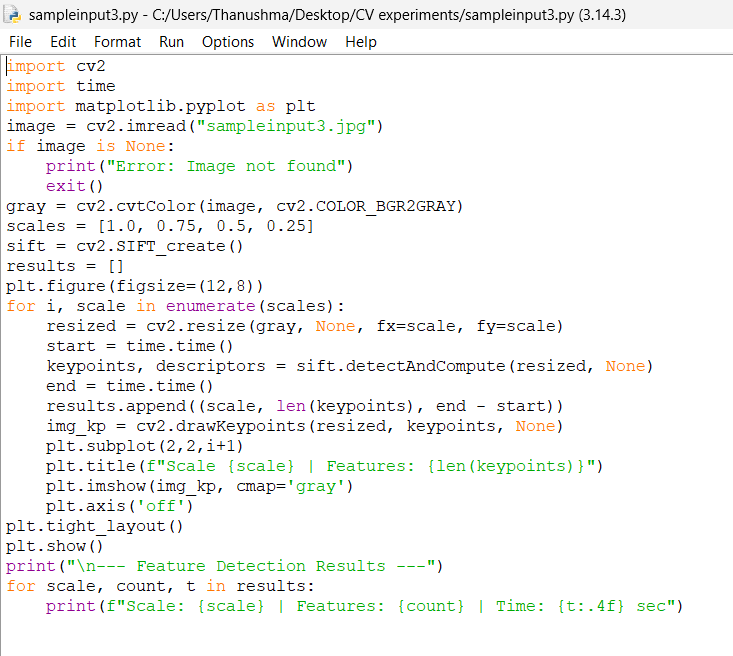 sampleinput3.py - C:/Users/Thanushma/Desktop/CV experiments/sampleinput3.py (3.14.3)
File Edit Format Run Options Window Help
import cv2
import time
import matplotlib.pyplot as plt
image = cv2.imread("sampleinput3.jpg")
if image is None:
    print("Error: Image not found")
    exit()
gray = cv2.cvtColor(image, cv2.COLOR_BGR2GRAY)
scales = [1.0, 0.75, 0.5, 0.25]
sift = cv2.SIFT_create()
results = []
plt.figure(figsize=(12,8))
for i, scale in enumerate(scales):
    resized = cv2.resize(gray, None, fx=scale, fy=scale)
    start = time.time()
    keypoints, descriptors = sift.detectAndCompute(resized, None)
    end = time.time()
    results.append((scale, len(keypoints), end - start))
    img_kp = cv2.drawKeypoints(resized, keypoints, None)
    plt.subplot(2,2,i+1)
    plt.title(f"Scale {scale} | Features: {len(keypoints)}")
    plt.imshow(img_kp, cmap='gray')
    plt.axis('off')
plt.tight_layout()
plt.show()
print("\n--- Feature Detection Results ---")
for scale, count, t in results:
    print(f"Scale: {scale} | Features: {count} | Time: {t:.4f} sec")